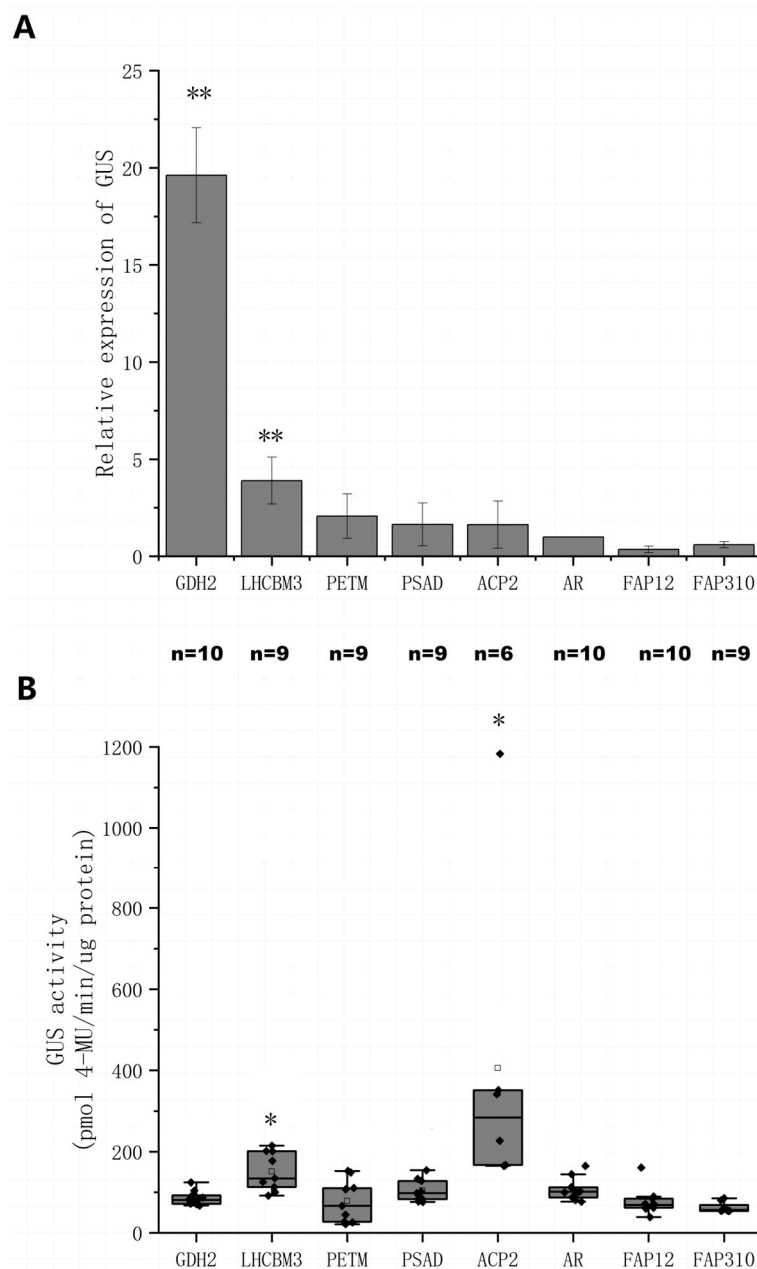 A
Relative expression of GUS
25
20
15
10
5
0
**
**
GDH2 LHCBM3 PETM PSAD ACP2 AR FAP12 FAP310
n=10 n=9 n=9 n=9 n=6 n=10 n=10 n=9
B
GUS activity
(pmol 4-MU/min/ug protein)
1200
1000
800
600
400
200
0
*
*
GDH2 LHCBM3 PETM PSAD ACP2 AR FAP12 FAP310